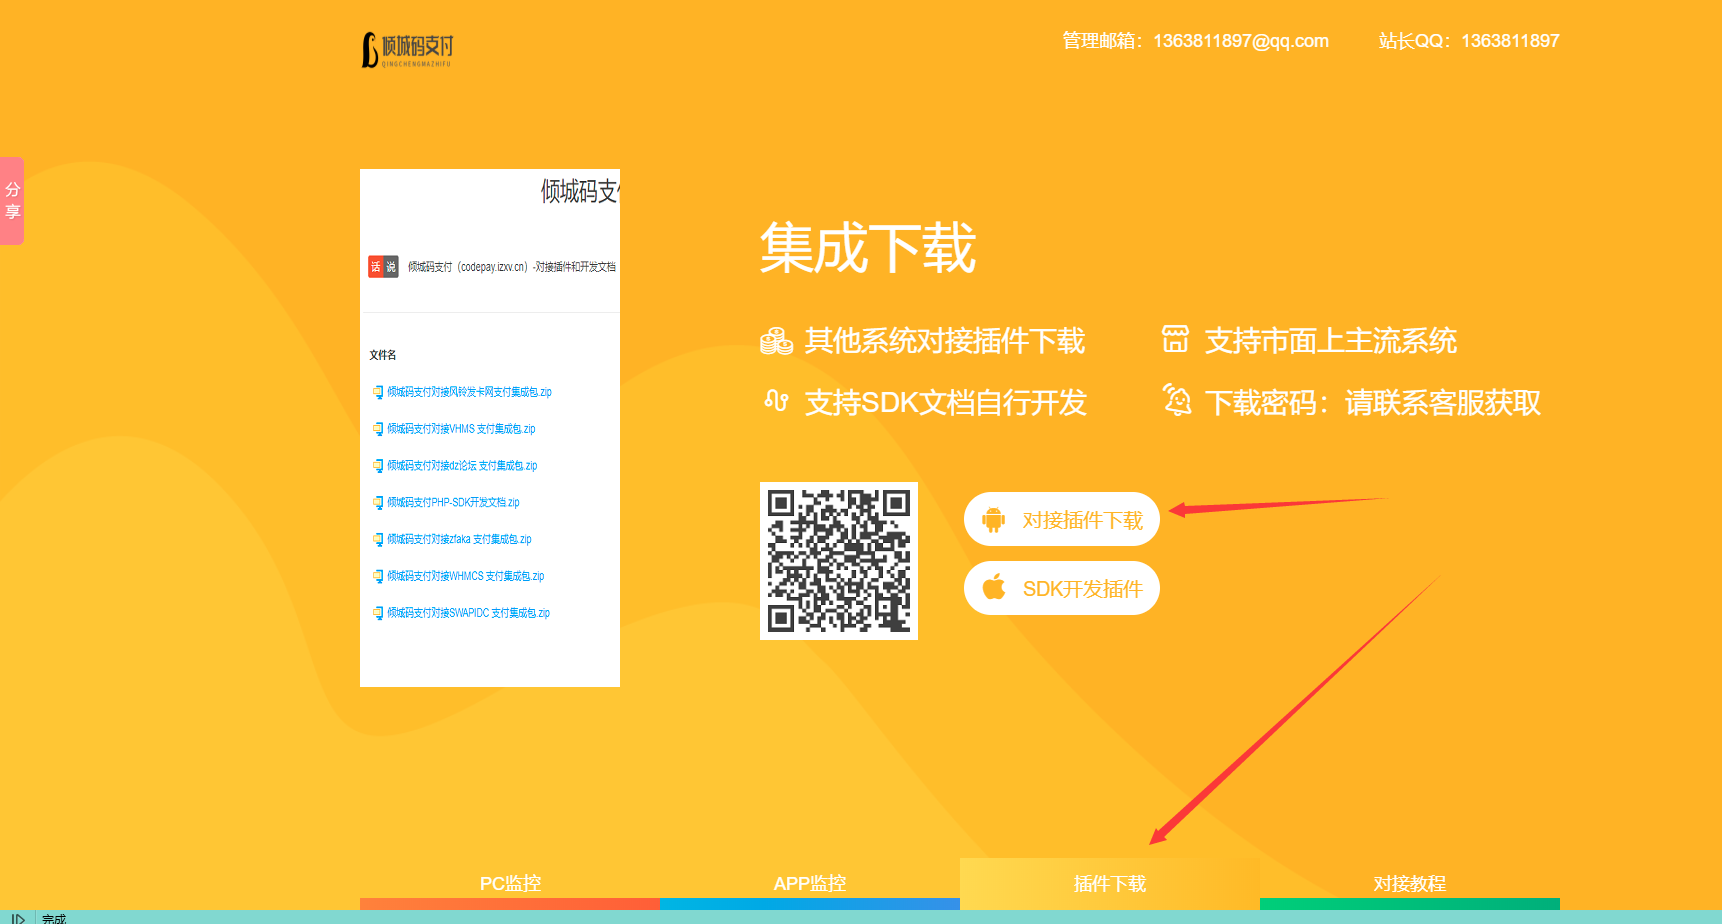 倾城码支付
QINGCHENGMAZHIFU
管理邮箱：1363811897@qq.com
站长QQ：1363811897
分享
倾城码支
话说
倾城码支付（codepay.izxv.cn）-对接插件和开发文档
文件名
倾城码支付对接风铃发卡网支付集成包.zip
倾城码支付对接VHMS 支付集成包.zip
倾城码支付对接dz论坛 支付集成包.zip
倾城码支付PHP-SDK开发文档.zip
倾城码支付对接zfaka 支付集成包.zip
倾城码支付对接WHMCS 支付集成包.zip
倾城码支付对接SWAPIDC 支付集成包.zip
集成下载
其他系统对接插件下载
支持市面上主流系统
支持SDK文档自行开发
下载密码：请联系客服获取
对接插件下载
SDK开发插件
PC监控
APP监控
插件下载
对接教程
完成